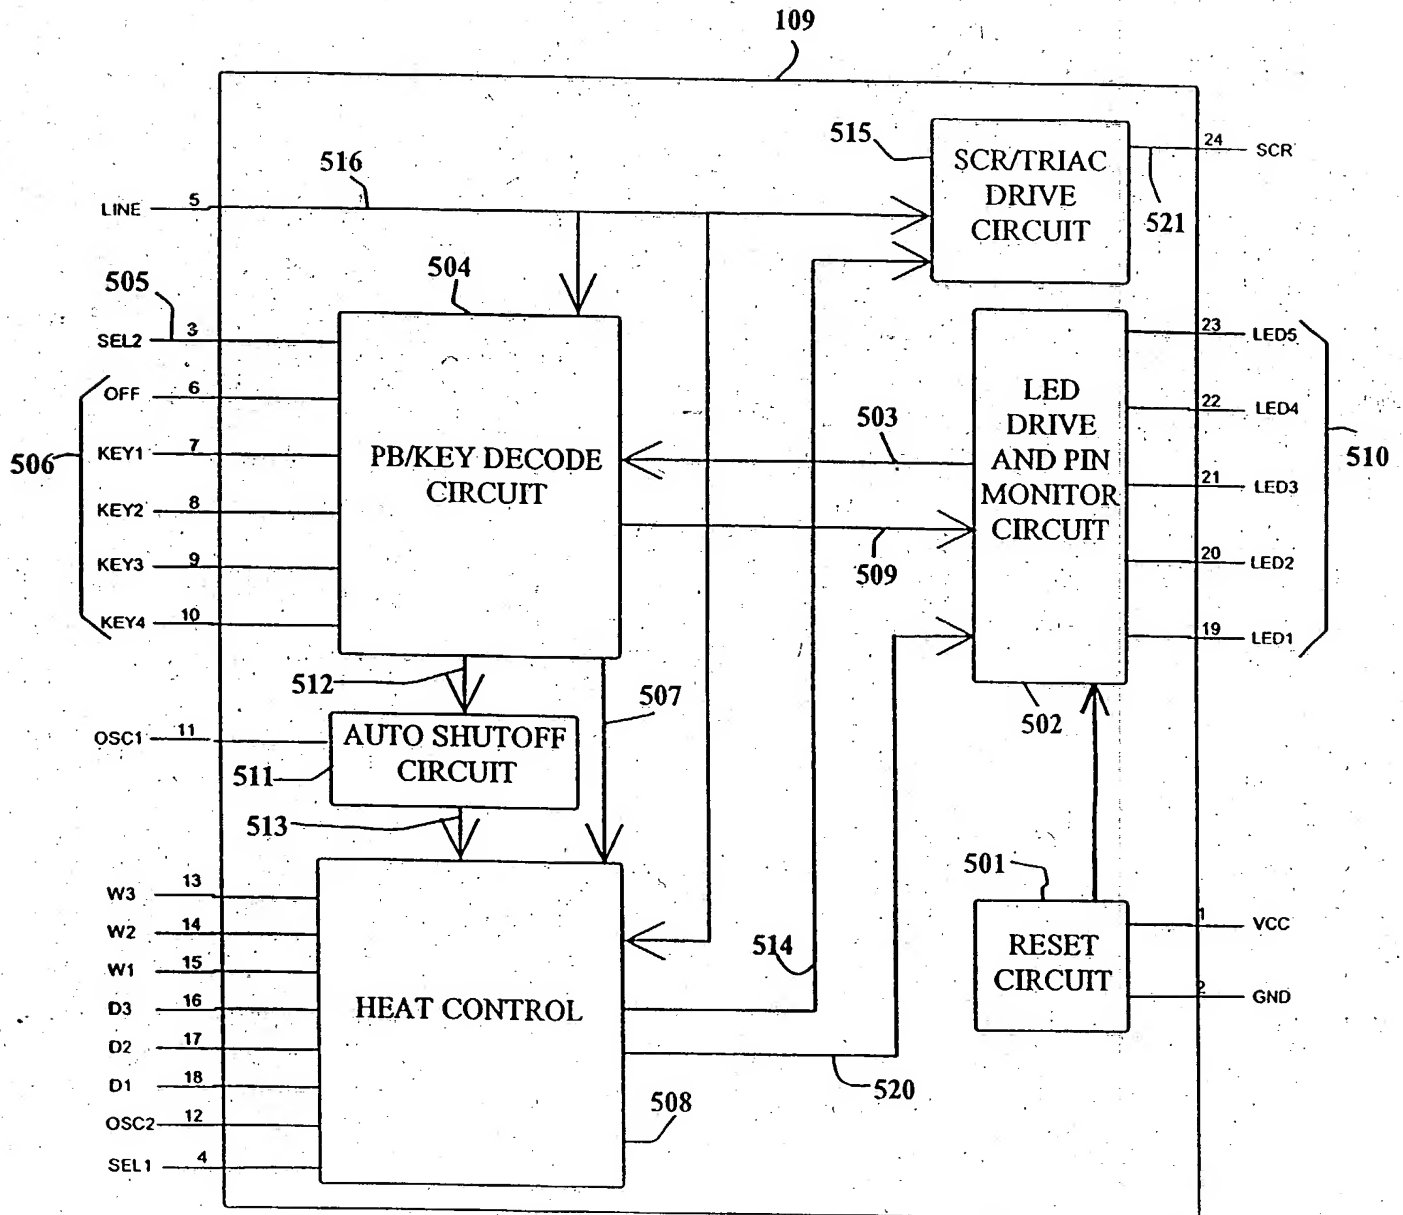 109
515
SCR/TRIAC
DRIVE
CIRCUIT
24 SCR
521
516
LINE 5
504
505
SEL2 3
OFF 6
KEY1 7
KEY2 8
KEY3 9
KEY4 10
506
PB/KEY DECODE
CIRCUIT
503
509
LED
DRIVE
AND PIN
MONITOR
CIRCUIT
23 LED5
22 LED4
21 LED3
20 LED2
19 LED1
510
502
512
507
OSC1 11
AUTO SHUTOFF
CIRCUIT
511
513
501
RESET
CIRCUIT
1 VCC
2 GND
W3 13
W2 14
W1 15
D3 16
D2 17
D1 18
OSC2 12
SEL1 4
HEAT CONTROL
514
520
508